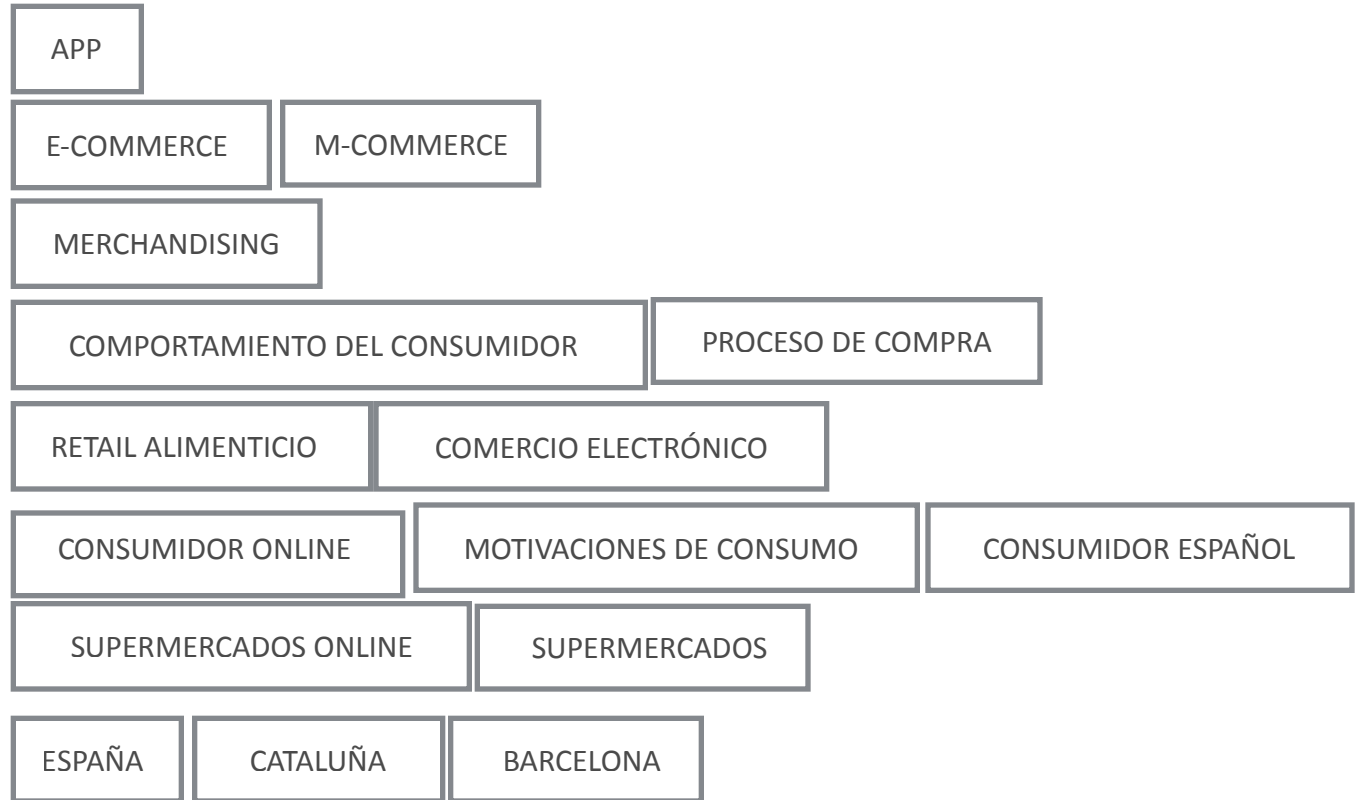 APP
E-COMMERCE M-COMMERCE
MERCHANDISING
COMPORTAMIENTO DEL CONSUMIDOR PROCESO DE COMPRA
RETAIL ALIMENTICIO COMERCIO ELECTRÓNICO
CONSUMIDOR ONLINE MOTIVACIONES DE CONSUMO CONSUMIDOR ESPAÑOL
SUPERMERCADOS ONLINE SUPERMERCADOS
ESPAÑA CATALUÑA BARCELONA